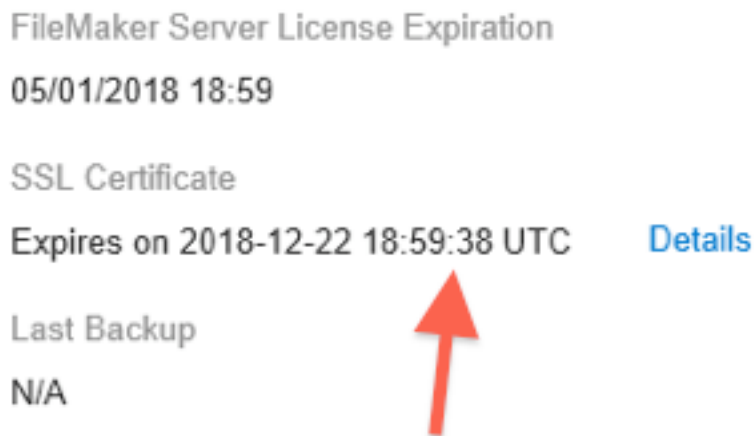 FileMaker Server License Expiration
05/01/2018 18:59
SSL Certificate
Expires on 2018-12-22 18:59:38 UTC Details
Last Backup
N/A